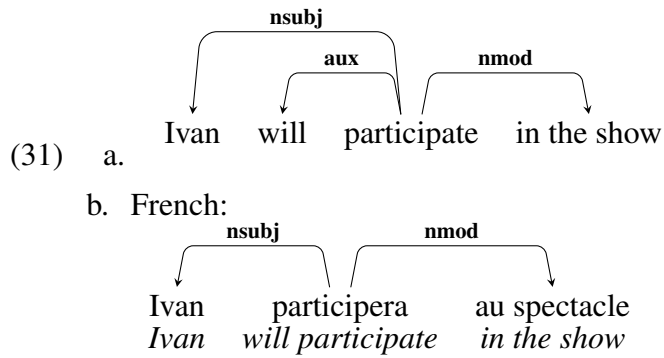 nsubj
aux nmod
(31) a. Ivan will participate in the show
b. French:
nsubj nmod
Ivan participera au spectacle
Ivan will participate in the show